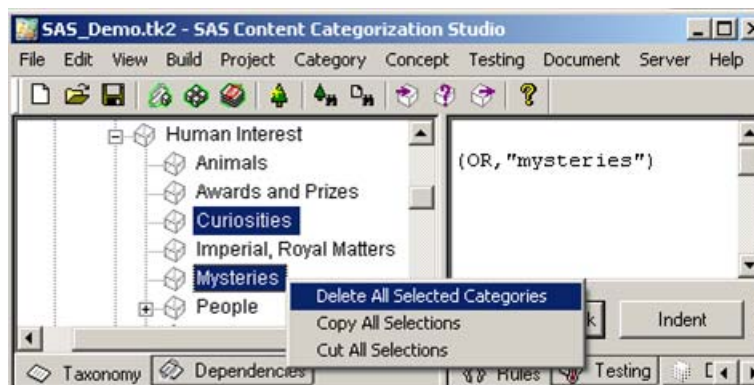 SAS_Demo.tk2 - SAS Content Categorization Studio
File Edit View Build Project Category Concept Testing Document Server Help
Human Interest
Animals
Awards and Prizes
Curiosities
Imperial, Royal Matters
Mysteries
People
(OR,"mysteries")
Delete All Selected Categories
Copy All Selections
Cut All Selections
k
Indent
Taxonomy Dependencies
Rules Testing